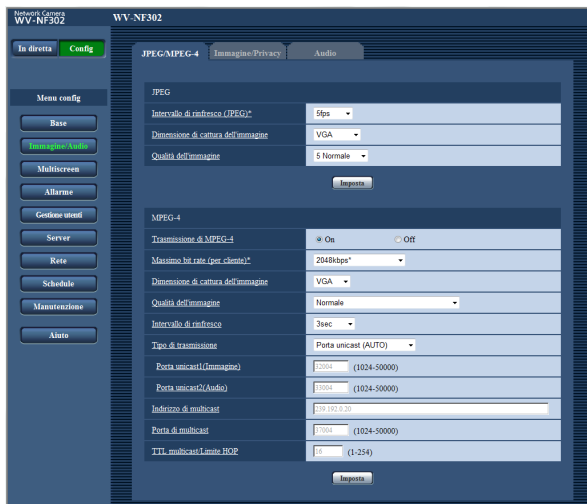 Network Camera
WV-NF302
WV-NF302
In diretta
Config
Menu config
Base
Immagine/Audio
Multiscreen
Allarme
Gestione utenti
Server
Rete
Schedule
Manutenzione
Aiuto
JPEG/MPEG-4
Immagine/Privacy
Audio
JPEG
Intervallo di rinfresco (JPEG)* 5fps
Dimensione di cattura dell'immagine VGA
Qualità dell'immagine 5 Normale
Imposta
MPEG-4
Trasmissione di MPEG-4 On Off
Massimo bit rate (per cliente)* 2048kbps*
Dimensione di cattura dell'immagine VGA
Qualità dell'immagine Normale
Intervallo di rinfresco 3sec
Tipo di trasmissione Porta unicast (AUTO)
Porta unicast1(Immagine) 32004 (1024-50000)
Porta unicast2(Audio) 33004 (1024-50000)
Indirizzo di multicast 239.192.0.20
Porta di multicast 37004 (1024-50000)
TTL multicast/Limite HOP 16 (1-254)
Imposta